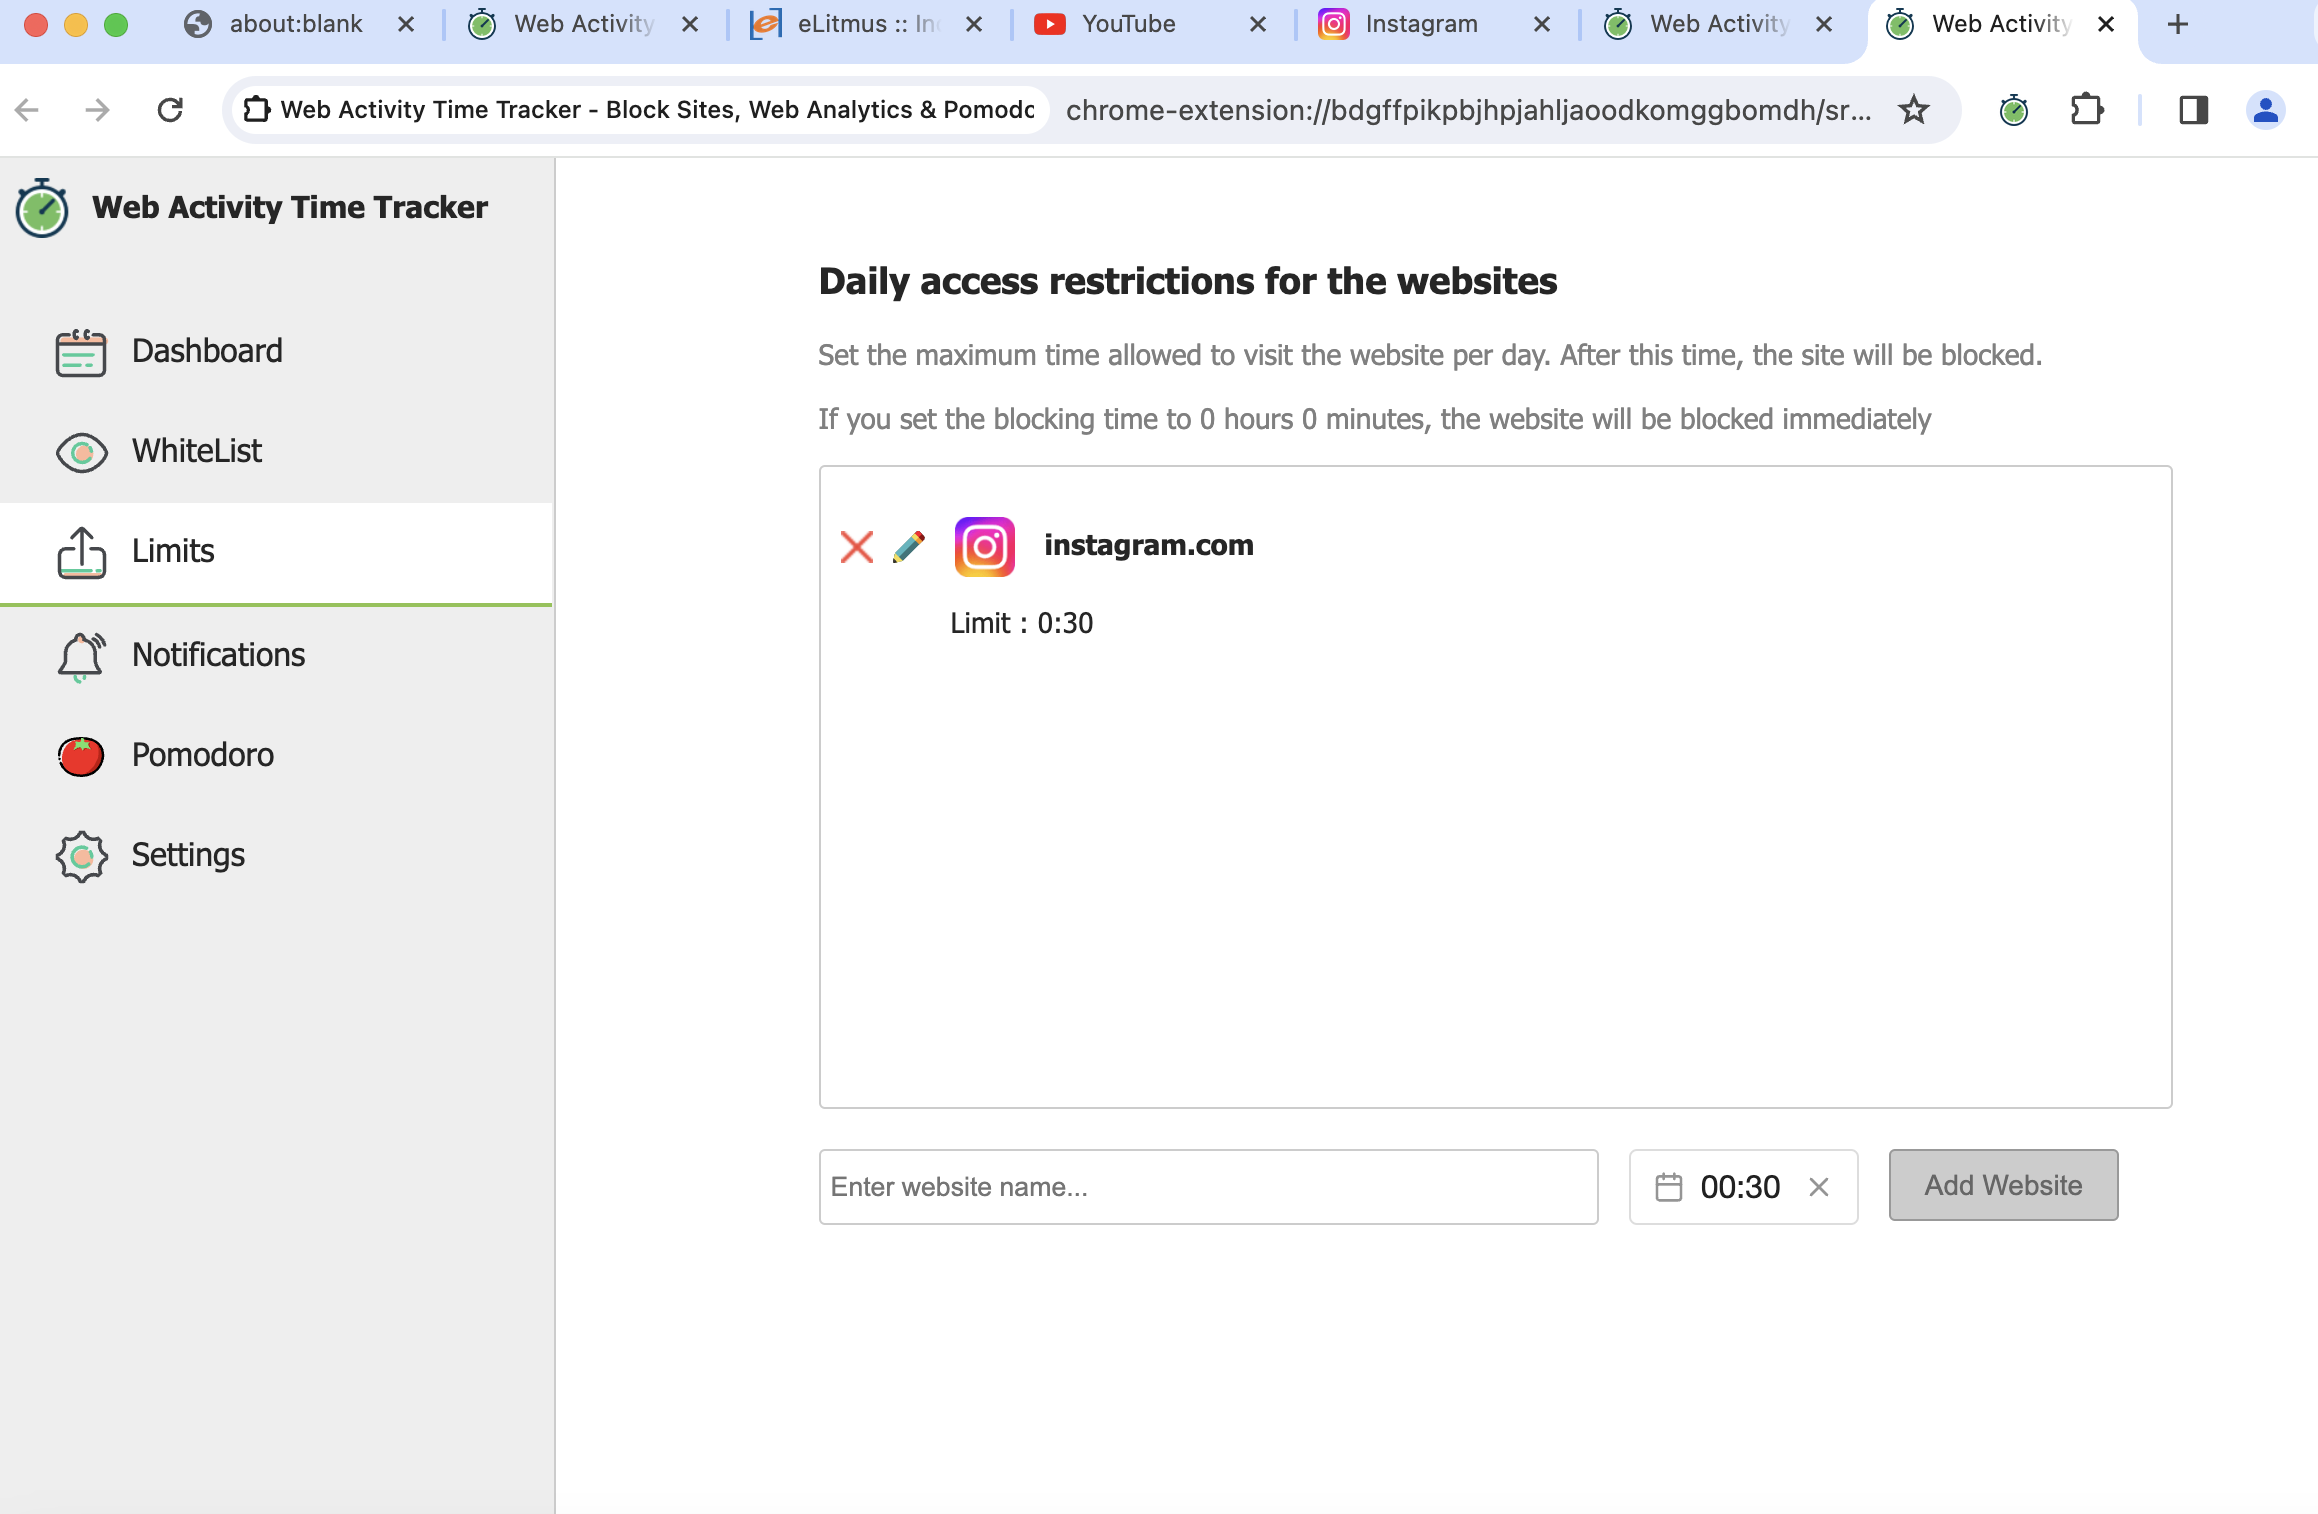 about:blank
Web Activity
eLitmus :: In
YouTube
Instagram
Web Activity
Web Activity
Web Activity Time Tracker - Block Sites, Web Analytics & Pomodo
chrome-extension://bdgffpikpbjhpjahljaoodkomggbomdh/sr...
Web Activity Time Tracker
Dashboard
WhiteList
Limits
Notifications
Pomodoro
Settings
Daily access restrictions for the websites
Set the maximum time allowed to visit the website per day. After this time, the site will be blocked.
If you set the blocking time to 0 hours 0 minutes, the website will be blocked immediately
instagram.com
Limit : 0:30
Enter website name...
00:30
Add Website